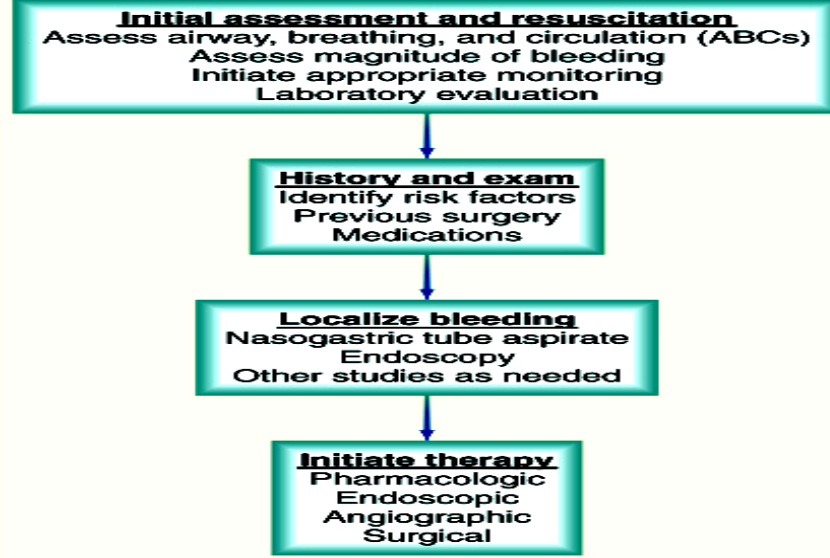 Initial assessment and resuscitation
Assess airway, breathing, and circulation (ABCs)
Assess magnitude of bleeding
Initiate appropriate monitoring
Laboratory evaluation
History and exam
Identify risk factors
Previous surgery
Medications
Localize bleeding
Nasogastric tube aspirate
Endoscopy
Other studies as needed
Initiate therapy
Pharmacologic
Endoscopic
Angiographic
Surgical